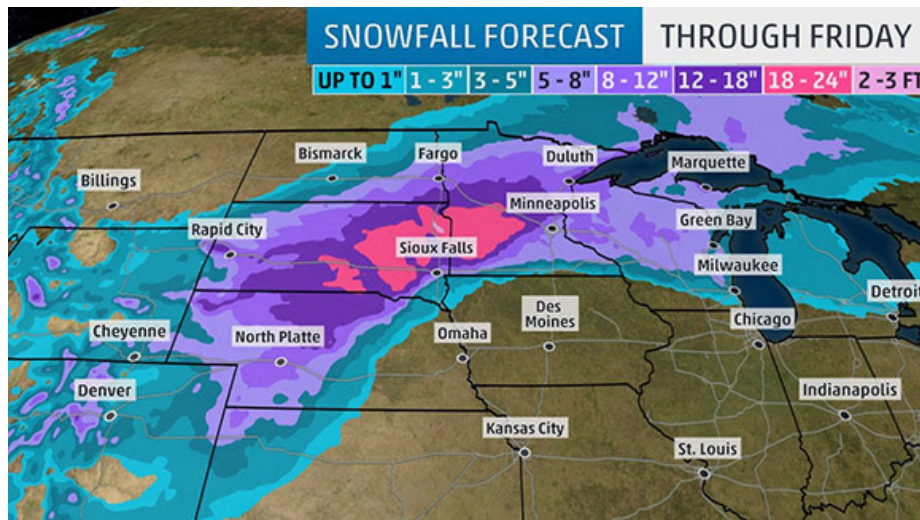 SNOWFALL FORECAST THROUGH FRIDAY
UP TO 1" 1 - 3" 3 - 5" 5 - 8" 8 - 12" 12 - 18" 18 - 24" 2 -3 FT
Bismarck
Fargo
Duluth
Marquette
Billings
Minneapolis
Rapid City
Green Bay
Sioux Falls
Milwaukee
Detroit
Cheyenne
North Platte
Omaha
Des
Moines
Chicago
Denver
Indianapolis
Kansas City
St. Louis